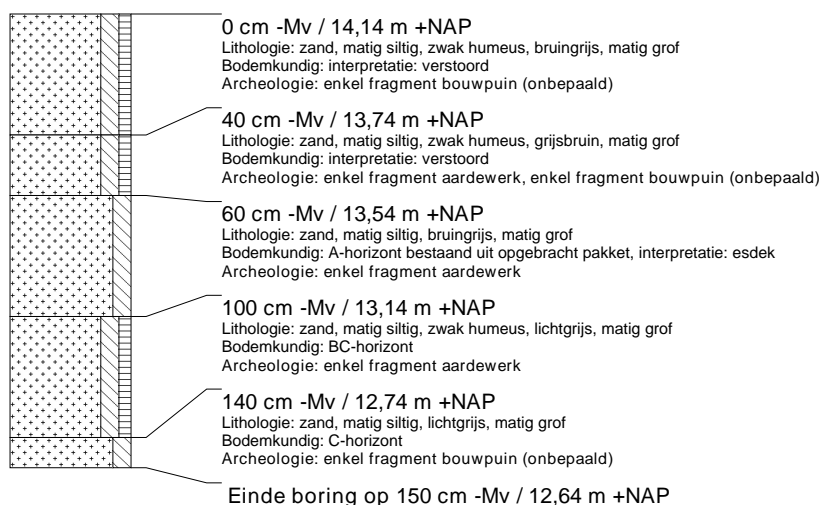 0 cm -Mv / 14,14 m +NAP
Lithologie: zand, matig siltig, zwak humeus, bruingrijs, matig grof
Bodemkundig: interpretatie: verstoord
Archeologie: enkel fragment bouwpuin (onbepaald)
40 cm -Mv / 13,74 m +NAP
Lithologie: zand, matig siltig, zwak humeus, grijsbruin, matig grof
Bodemkundig: interpretatie: verstoord
Archeologie: enkel fragment aardewerk, enkel fragment bouwpuin (onbepaald)
60 cm -Mv / 13,54 m +NAP
Lithologie: zand, matig siltig, bruingrijs, matig grof
Bodemkundig: A-horizont bestaand uit opgebracht pakket, interpretatie: esdek
Archeologie: enkel fragment aardewerk
100 cm -Mv / 13,14 m +NAP
Lithologie: zand, matig siltig, zwak humeus, lichtgrijs, matig grof
Bodemkundig: BC-horizont
Archeologie: enkel fragment aardewerk
140 cm -Mv / 12,74 m +NAP
Lithologie: zand, matig siltig, lichtgrijs, matig grof
Bodemkundig: C-horizont
Archeologie: enkel fragment bouwpuin (onbepaald)
Einde boring op 150 cm -Mv / 12,64 m +NAP